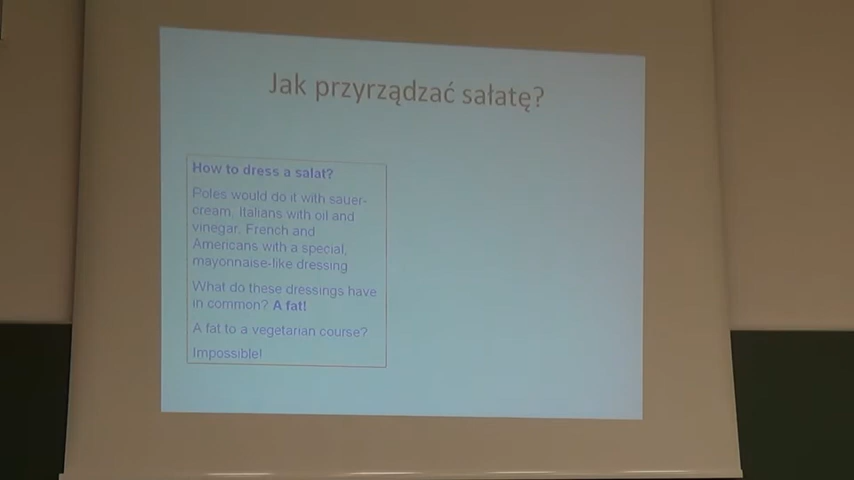 Jak przyrządzać sałatę?
How to dress a salat?
Poles would do it with sauer-
cream, Italians with oil and
vinegar. French and
Americans with a special,
mayonnaise-like dressing
What do these dressings have
in common? A fat!
A fat to a vegetarian course?
Impossible!